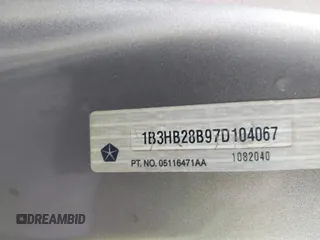 1B3HB28B97D104067
PT. NO. 05116471AA
1082040
DREAMBID